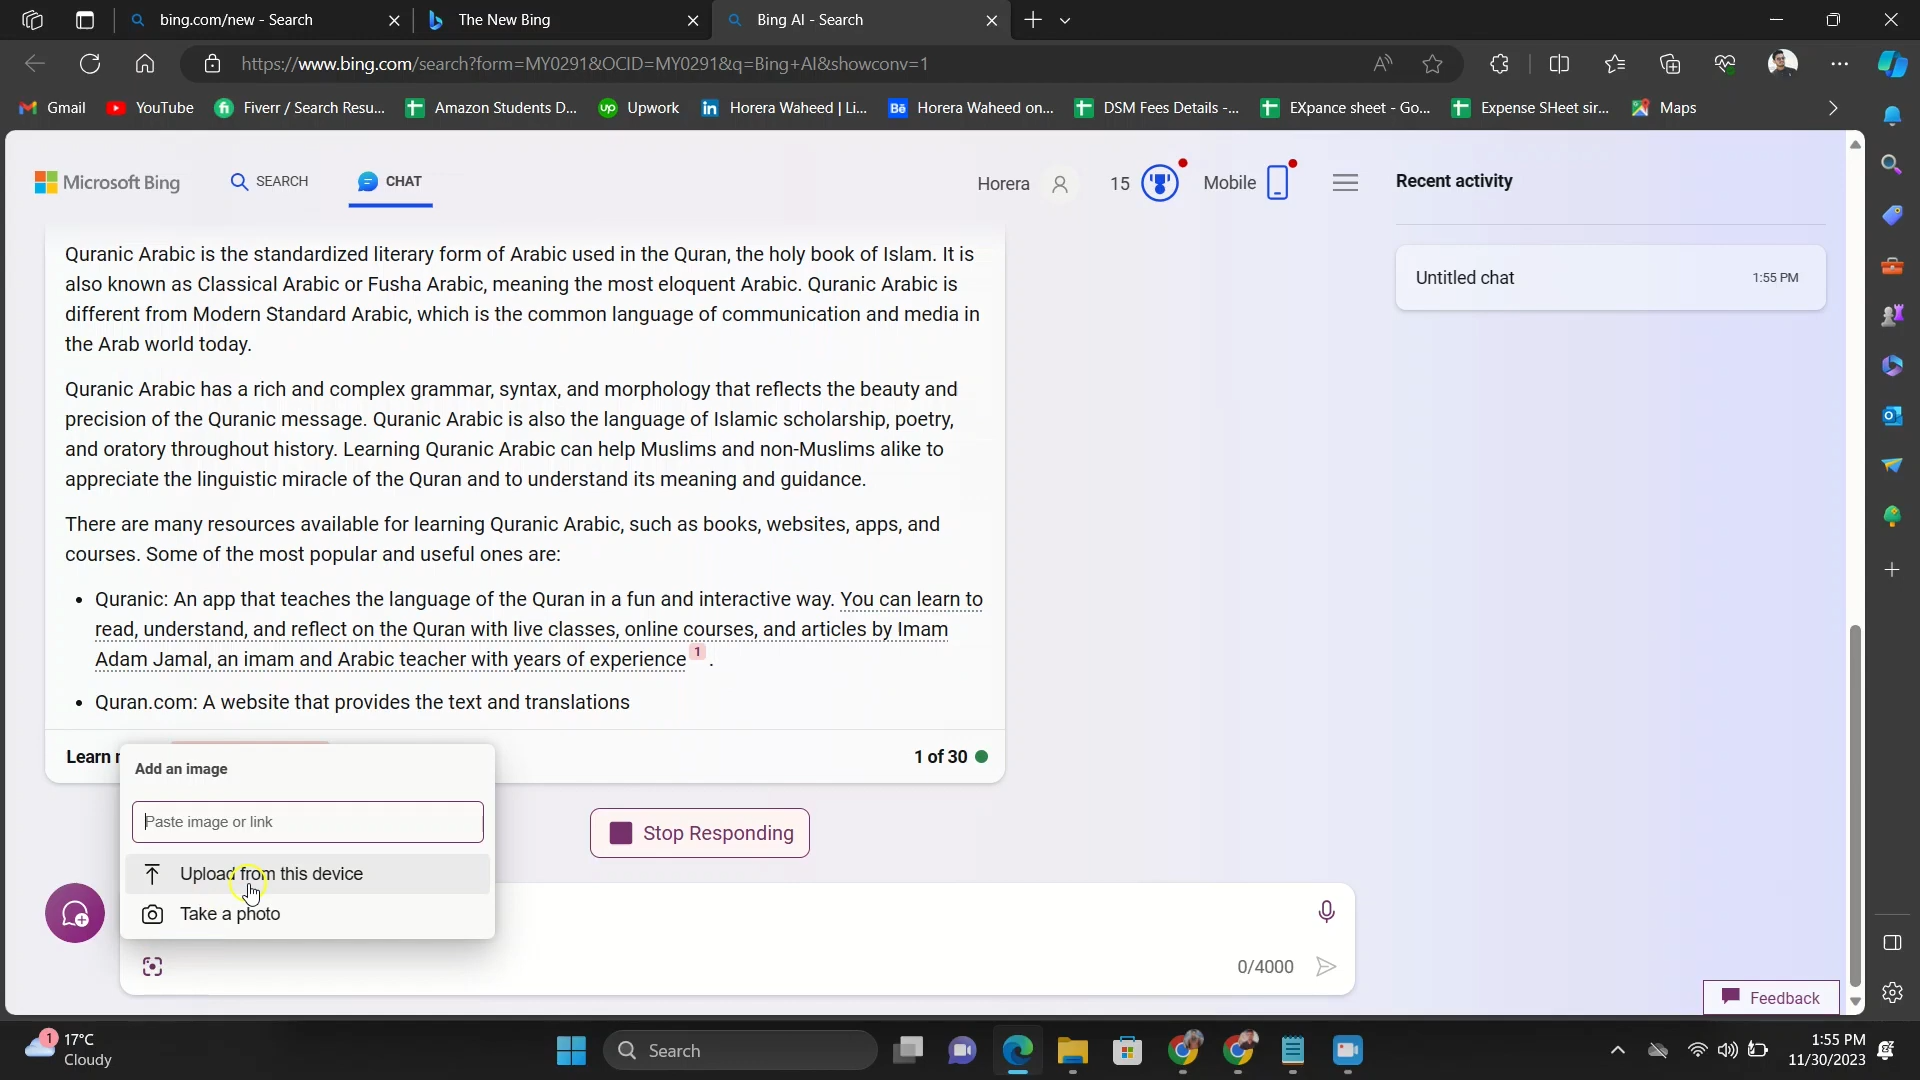 bing.com/new - Search
The New Bing
Bing AI - Search
https://www.bing.com/search?form=MY0291&OCID=MY0291&q=Bing+AI&showconv=1
Gmail
YouTube
Fiverr / Search Resu...
Amazon Students D...
Upwork
Horera Waheed | Li...
Horera Waheed on...
DSM Fees Details -...
EXpance sheet - Go...
Expense SHeet sir...
Maps
Microsoft Bing
SEARCH
CHAT
Horera
15
Mobile
Recent activity
Untitled chat
1:55 PM
Quranic Arabic is the standardized literary form of Arabic used in the Quran, the holy book of Islam. It is
also known as Classical Arabic or Fusha Arabic, meaning the most eloquent Arabic. Quranic Arabic is
different from Modern Standard Arabic, which is the common language of communication and media in
the Arab world today.
Quranic Arabic has a rich and complex grammar, syntax, and morphology that reflects the beauty and
precision of the Quranic message. Quranic Arabic is also the language of Islamic scholarship, poetry,
and oratory throughout history. Learning Quranic Arabic can help Muslims and non-Muslims alike to
appreciate the linguistic miracle of the Quran and to understand its meaning and guidance.
There are many resources available for learning Quranic Arabic, such as books, websites, apps, and
courses. Some of the most popular and useful ones are:
• Quranic: An app that teaches the language of the Quran in a fun and interactive way. You can learn to
read, understand, and reflect on the Quran with live classes, online courses, and articles by Imam
Adam Jamal, an imam and Arabic teacher with years of experience 1 .
• Quran.com: A website that provides the text and translations
Learn
1 of 30
Add an image
Paste image or link
Upload from this device
Take a photo
Stop Responding
0/4000
Feedback
1
17°C
Cloudy
Search
1:55 PM
11/30/2023